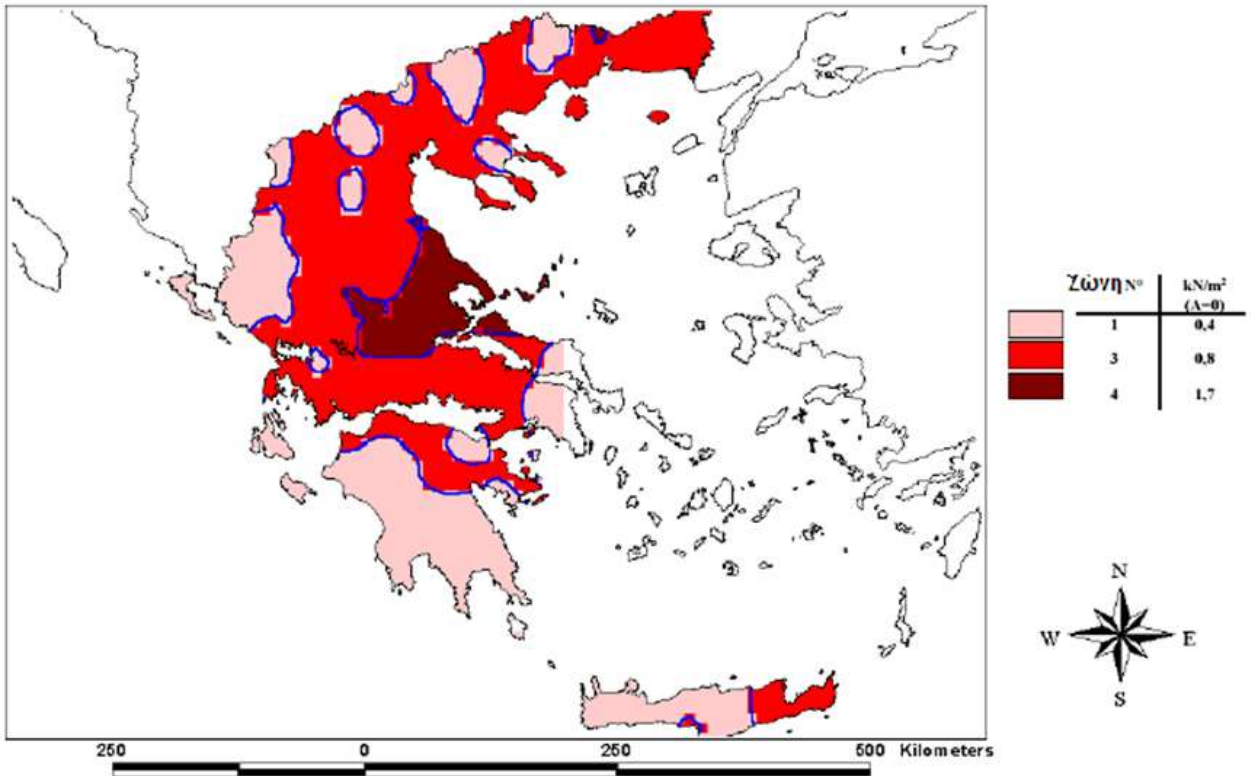 Ζώνη N° kN/m²
(A=0)
1 0,4
3 0,8
4 1,7
N
W E
S
250 0 250 500 Kilometers